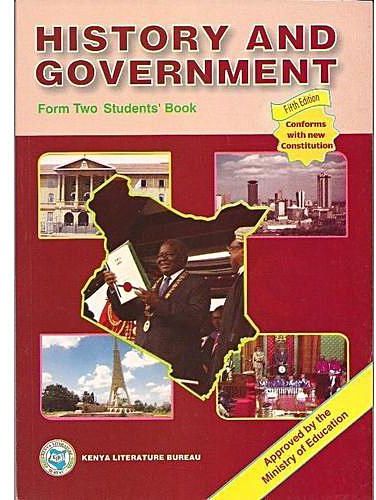 HISTORY AND
GOVERNMENT
Form Two Students' Book
Fifth Edition
Conforms
with new
Constitution
Approved by the
Ministry of Education
KENYA LITERATURE BUREAU